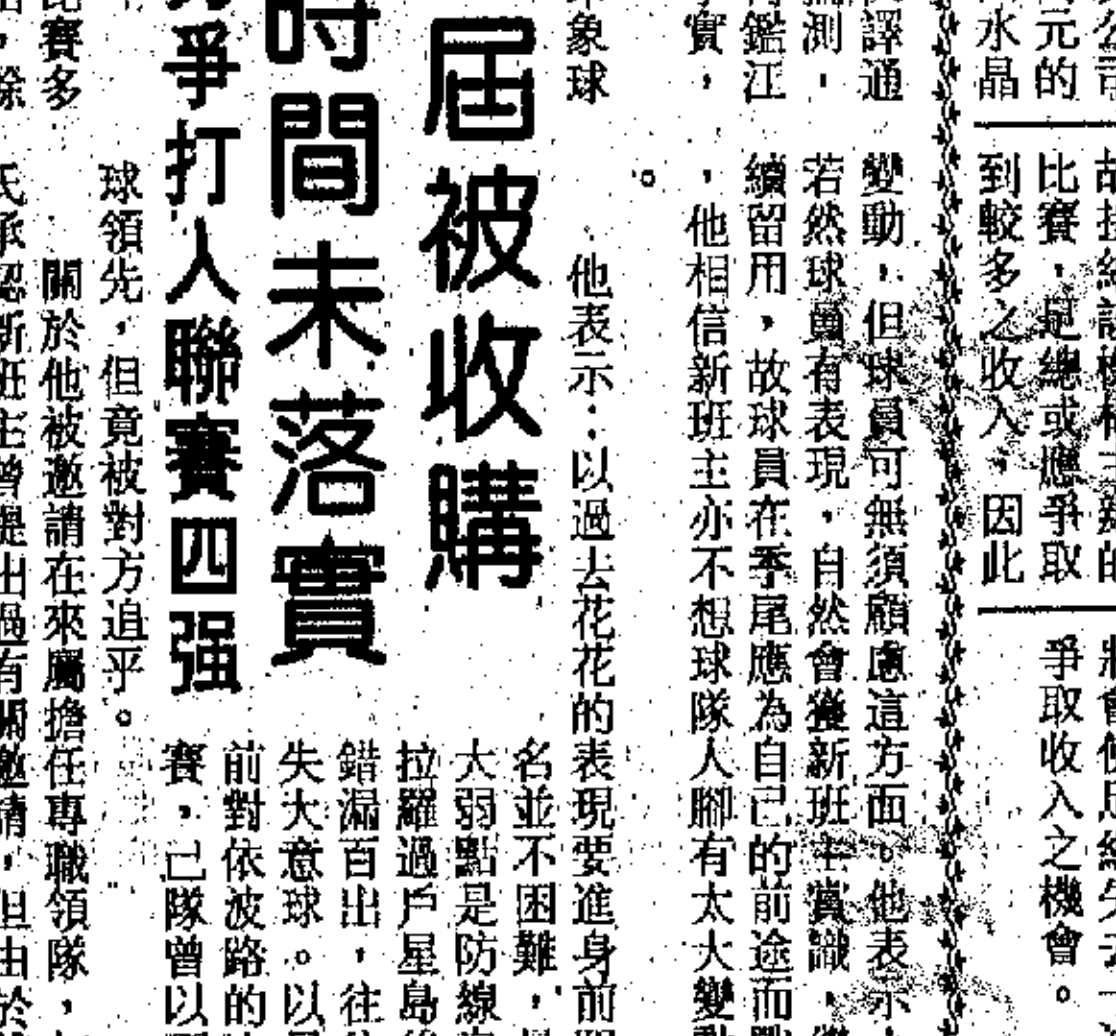 元的
水晶
比賽,是總或應爭取
到較多之收入,因此
爭取收入之機會。
譯通
測,
鑑江
實,
變動,但球員可無須顧慮這方面。他表示
若然球員有表現,自然會獲新班主賞識,
續留用,故球員在季尾應為自己的前途而
,他相信新班主亦不想球隊人腳有太大變
。
象球
他表示:以過去花花的表現要進身前
名並不困難,
大弱點是防線
拉羅過戶星島
錯漏百出,往
失大意球。以
前對依波路的
賽,己隊曾以
屆被收購
時間未落實
爭打人聯賽四强
球領先,但竟被對方追平。
關於他被邀請在來屬擔任專職領隊,
氏承認新班主曾提出過有關邀請,但由於
比賽多
,除